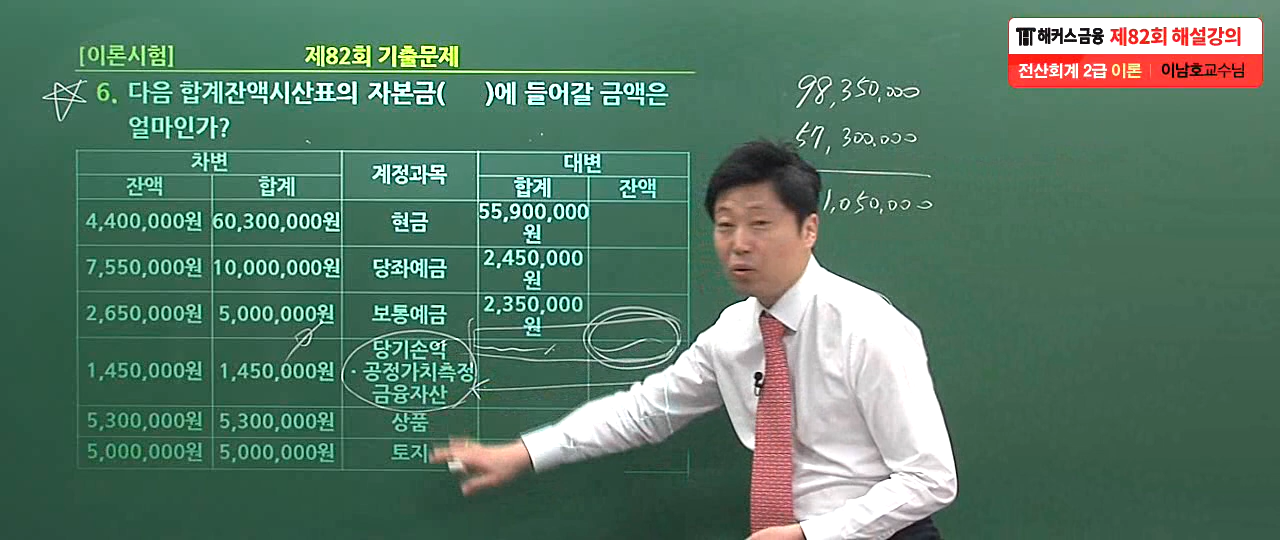 해커스금융 제82회 해설강의
전산회계 2급 이론 | 이남호교수님
[이론시험] 제82회 기출문제
6. 다음 합계잔액시산표의 자본금( )에 들어갈 금액은
얼마인가?
차변 계정과목 대변
잔액 합계 합계 잔액
4,400,000원 60,300,000원 현금 55,900,000원
7,550,000원 10,000,000원 당좌예금 2,450,000원
2,650,000원 5,000,000원 보통예금 2,350,000원
1,450,000원 1,450,000원 당기손익
· 공정가치측정
금융자산
5,300,000원 5,300,000원 상품
5,000,000원 5,000,000원 토지
98,350,000
57,300,000
1,050,000